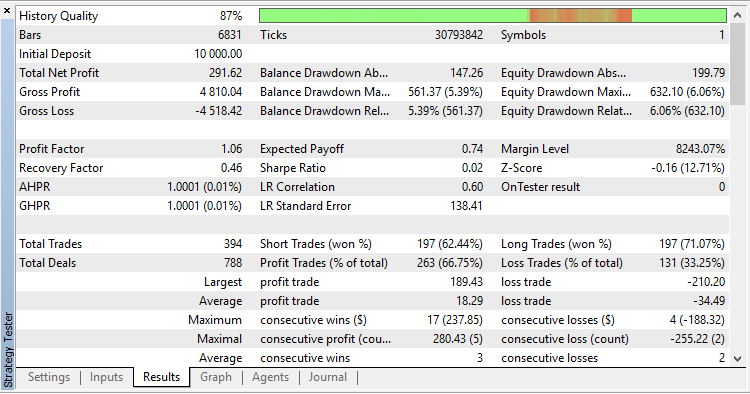 History Quality 87%
Bars 6831 Ticks 30793842 Symbols 1
Initial Deposit 10 000.00
Total Net Profit 291.62 Balance Drawdown Ab... 147.26 Equity Drawdown Abs... 199.79
Gross Profit 4 810.04 Balance Drawdown Ma... 561.37 (5.39%) Equity Drawdown Maxi... 632.10 (6.06%)
Gross Loss -4 518.42 Balance Drawdown Rel... 5.39% (561.37) Equity Drawdown Relat... 6.06% (632.10)
Profit Factor 1.06 Expected Payoff 0.74 Margin Level 8243.07%
Recovery Factor 0.46 Sharpe Ratio 0.02 Z-Score -0.16 (12.71%)
AHPR 1.0001 (0.01%) LR Correlation 0.60 OnTester result 0
GHPR 1.0001 (0.01%) LR Standard Error 138.41
Total Trades 394 Short Trades (won %) 197 (62.44%) Long Trades (won %) 197 (71.07%)
Total Deals 788 Profit Trades (% of total) 263 (66.75%) Loss Trades (% of total) 131 (33.25%)
Largest profit trade 189.43 loss trade -210.20
Average profit trade 18.29 loss trade -34.49
Maximum consecutive wins ($) 17 (237.85) consecutive losses ($) 4 (-188.32)
Maximal consecutive profit (cou... 280.43 (5) consecutive loss (count) -255.22 (2)
Average consecutive wins 3 consecutive losses 2
Settings Inputs Results Graph Agents Journal
Strategy Tester